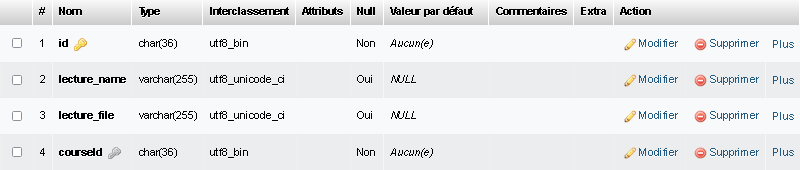 # Nom Type Interclassement Attributs Null Valeur par défaut Commentaires Extra Action
1 id char(36) utf8_bin Non Aucun(e) Modifier Supprimer Plus
2 lecture_name varchar(255) utf8_unicode_ci Oui NULL Modifier Supprimer Plus
3 lecture_file varchar(255) utf8_unicode_ci Oui NULL Modifier Supprimer Plus
4 courseId char(36) utf8_bin Non Aucun(e) Modifier Supprimer Plus